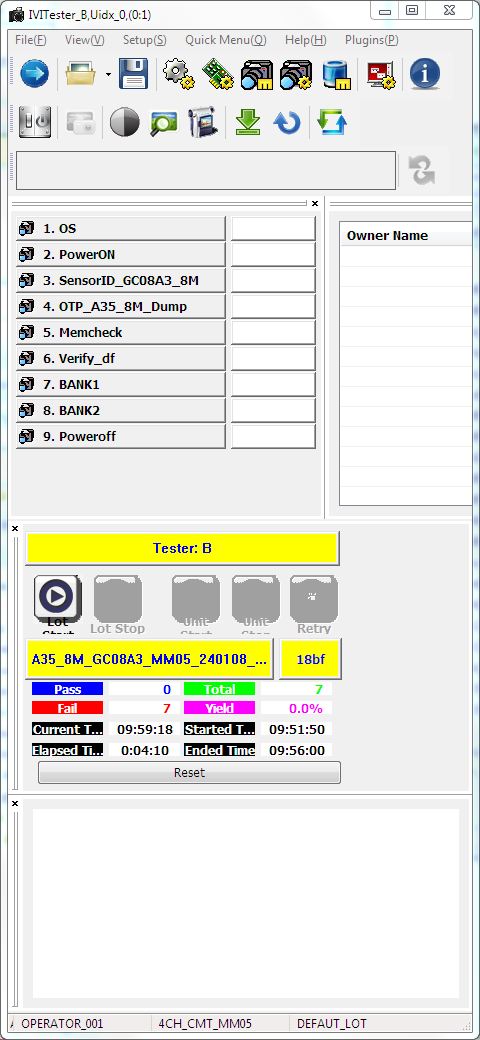 IVITester_B,Uidx_0,(0:1)
File(F) View(V) Setup(S) Quick Menu(Q) Help(H) Plugins(P)
1. OS
2. PowerON
3. SensorID_GC08A3_8M
4. OTP_A35_8M_Dump
5. Memcheck
6. Verify_df
7. BANK1
8. BANK2
9. Poweroff
Owner Name
Tester: B
Lot Start
Lot Stop
Unit Start
Unit Stop
Retry
A35_8M_GC08A3_MM05_240108_... 18bf
Pass 0 Total 7
Fail 7 Yield 0.0%
Current T... 09:59:18 Started T... 09:51:50
Elapsed Ti... 0:04:10 Ended Time 09:56:00
Reset
OPERATOR_001 4CH_CMT_MM05 DEFAUT_LOT